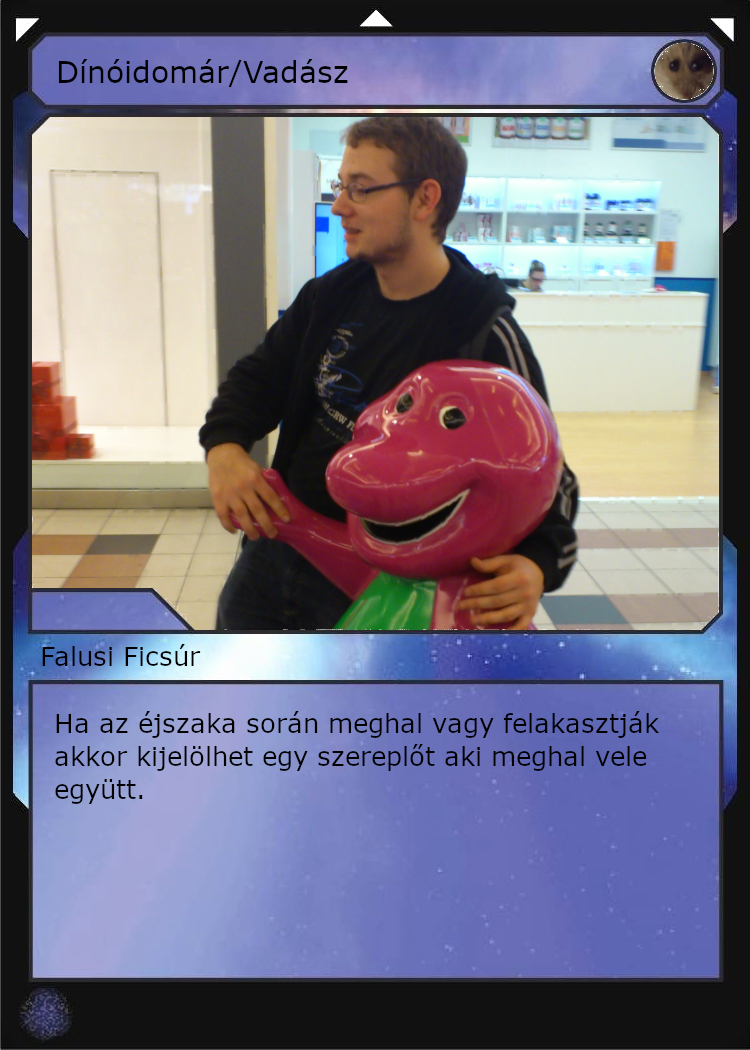 Dínóidomár/Vadász
Falusi Ficsúr
Ha az éjszaka során meghal vagy felakasztják
akkor kijelölhet egy szereplőt aki meghal vele
együtt.